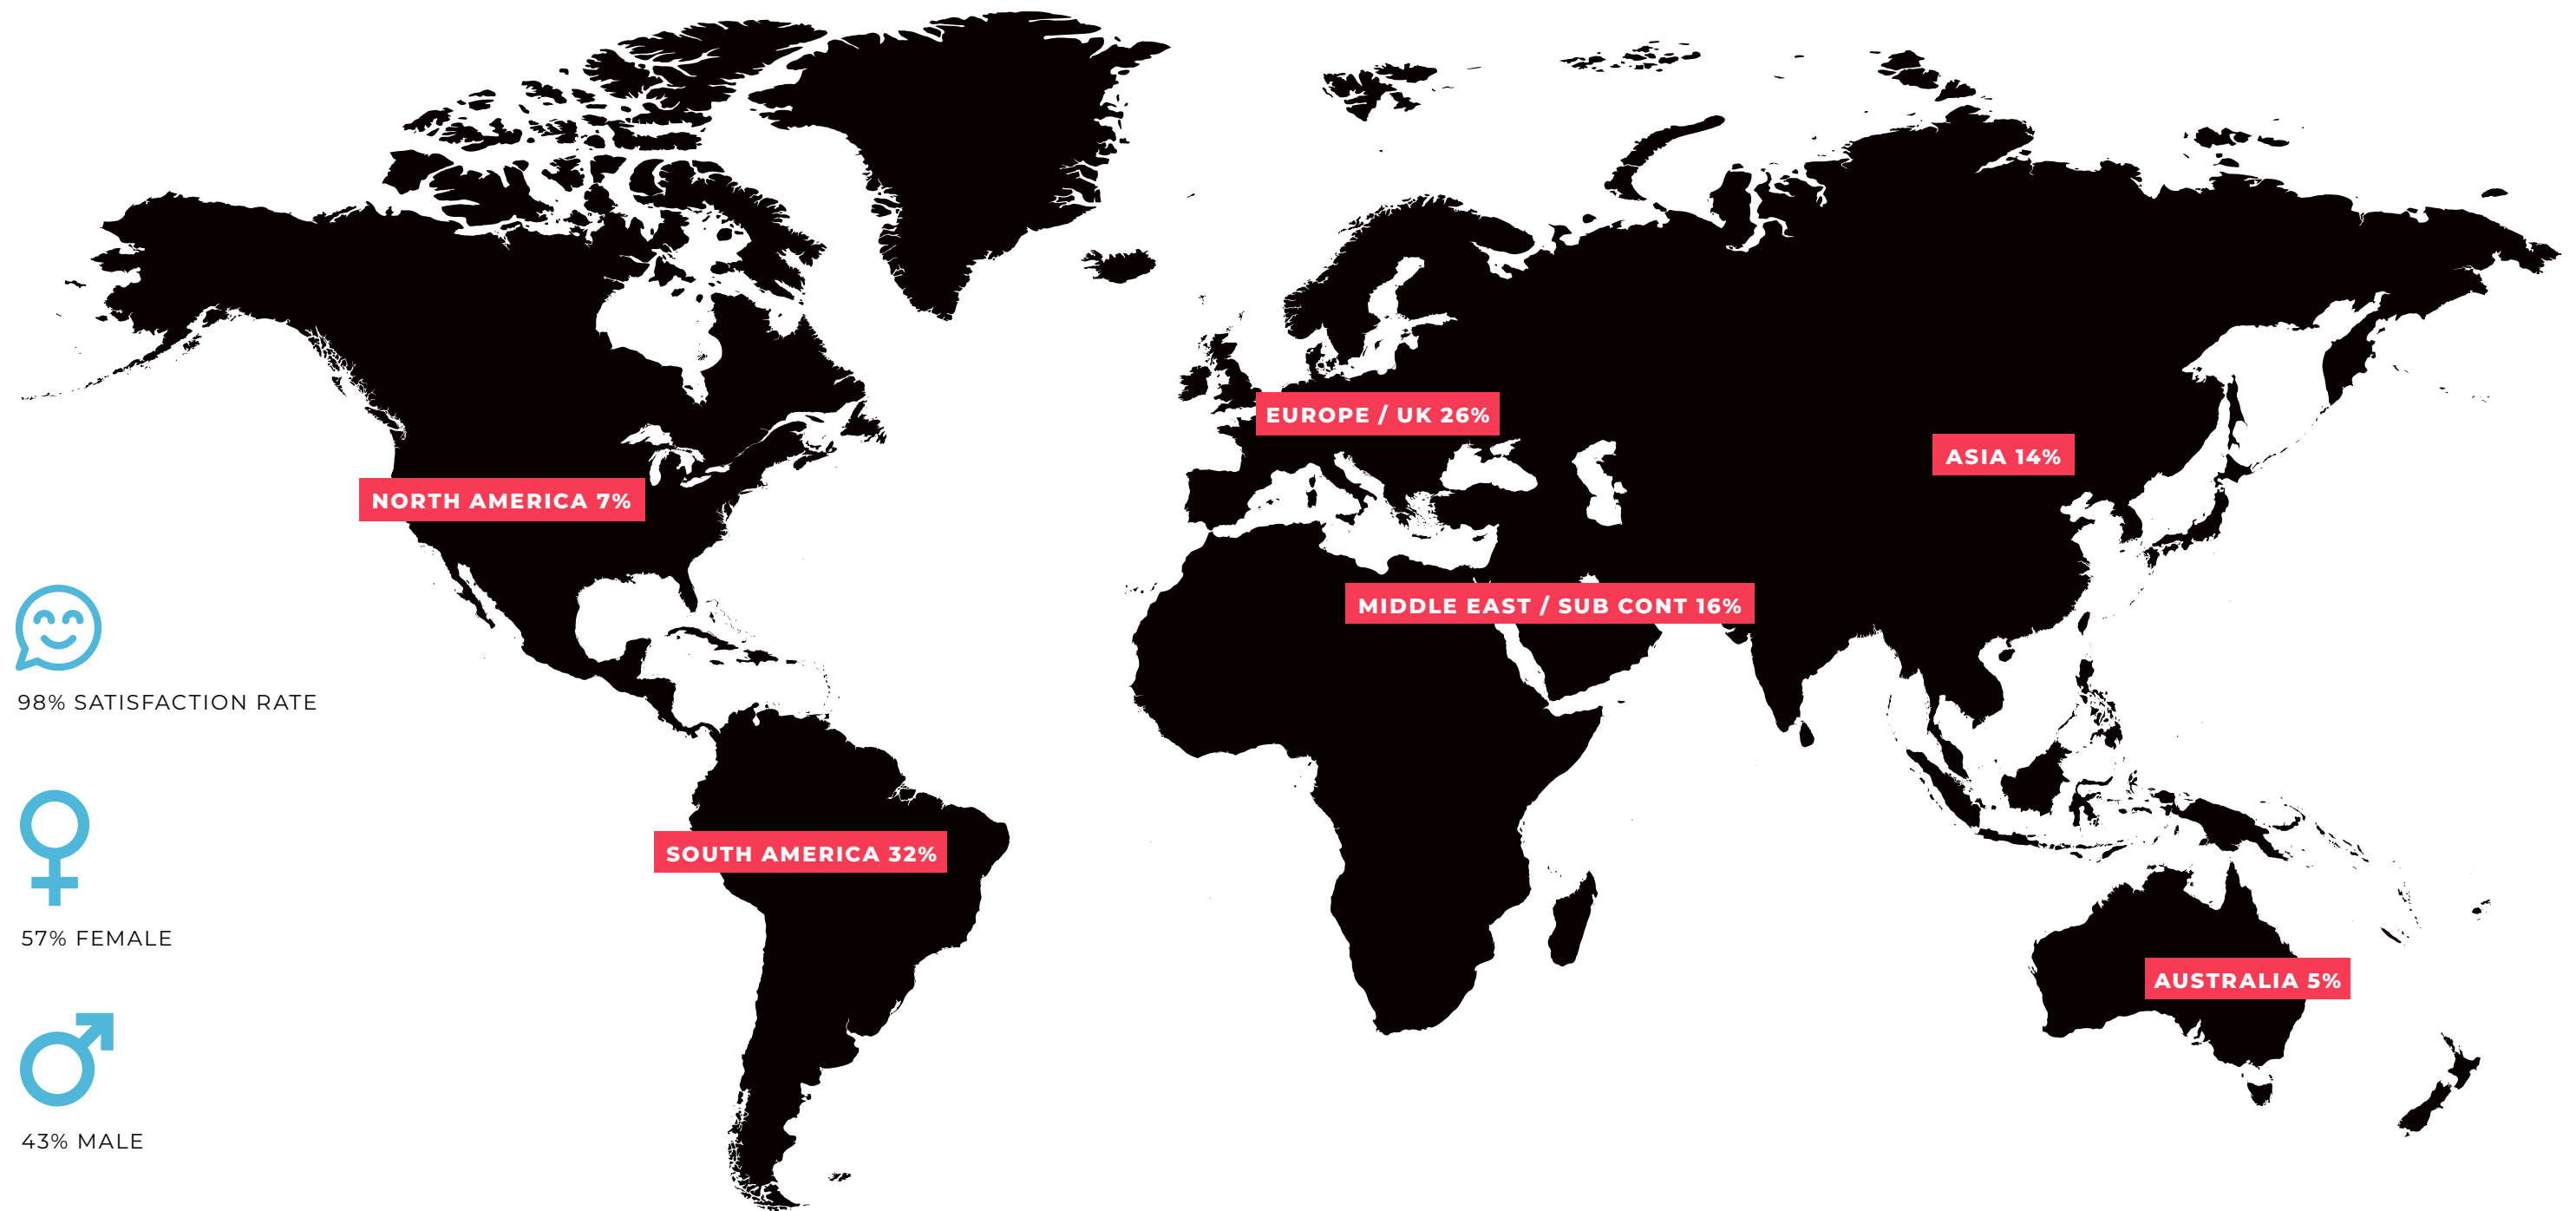 EUROPE / UK 26%
ASIA 14%
NORTH AMERICA 7%
MIDDLE EAST / SUB CONT 16%
98% SATISFACTION RATE
SOUTH AMERICA 32%
57% FEMALE
AUSTRALIA 5%
43% MALE